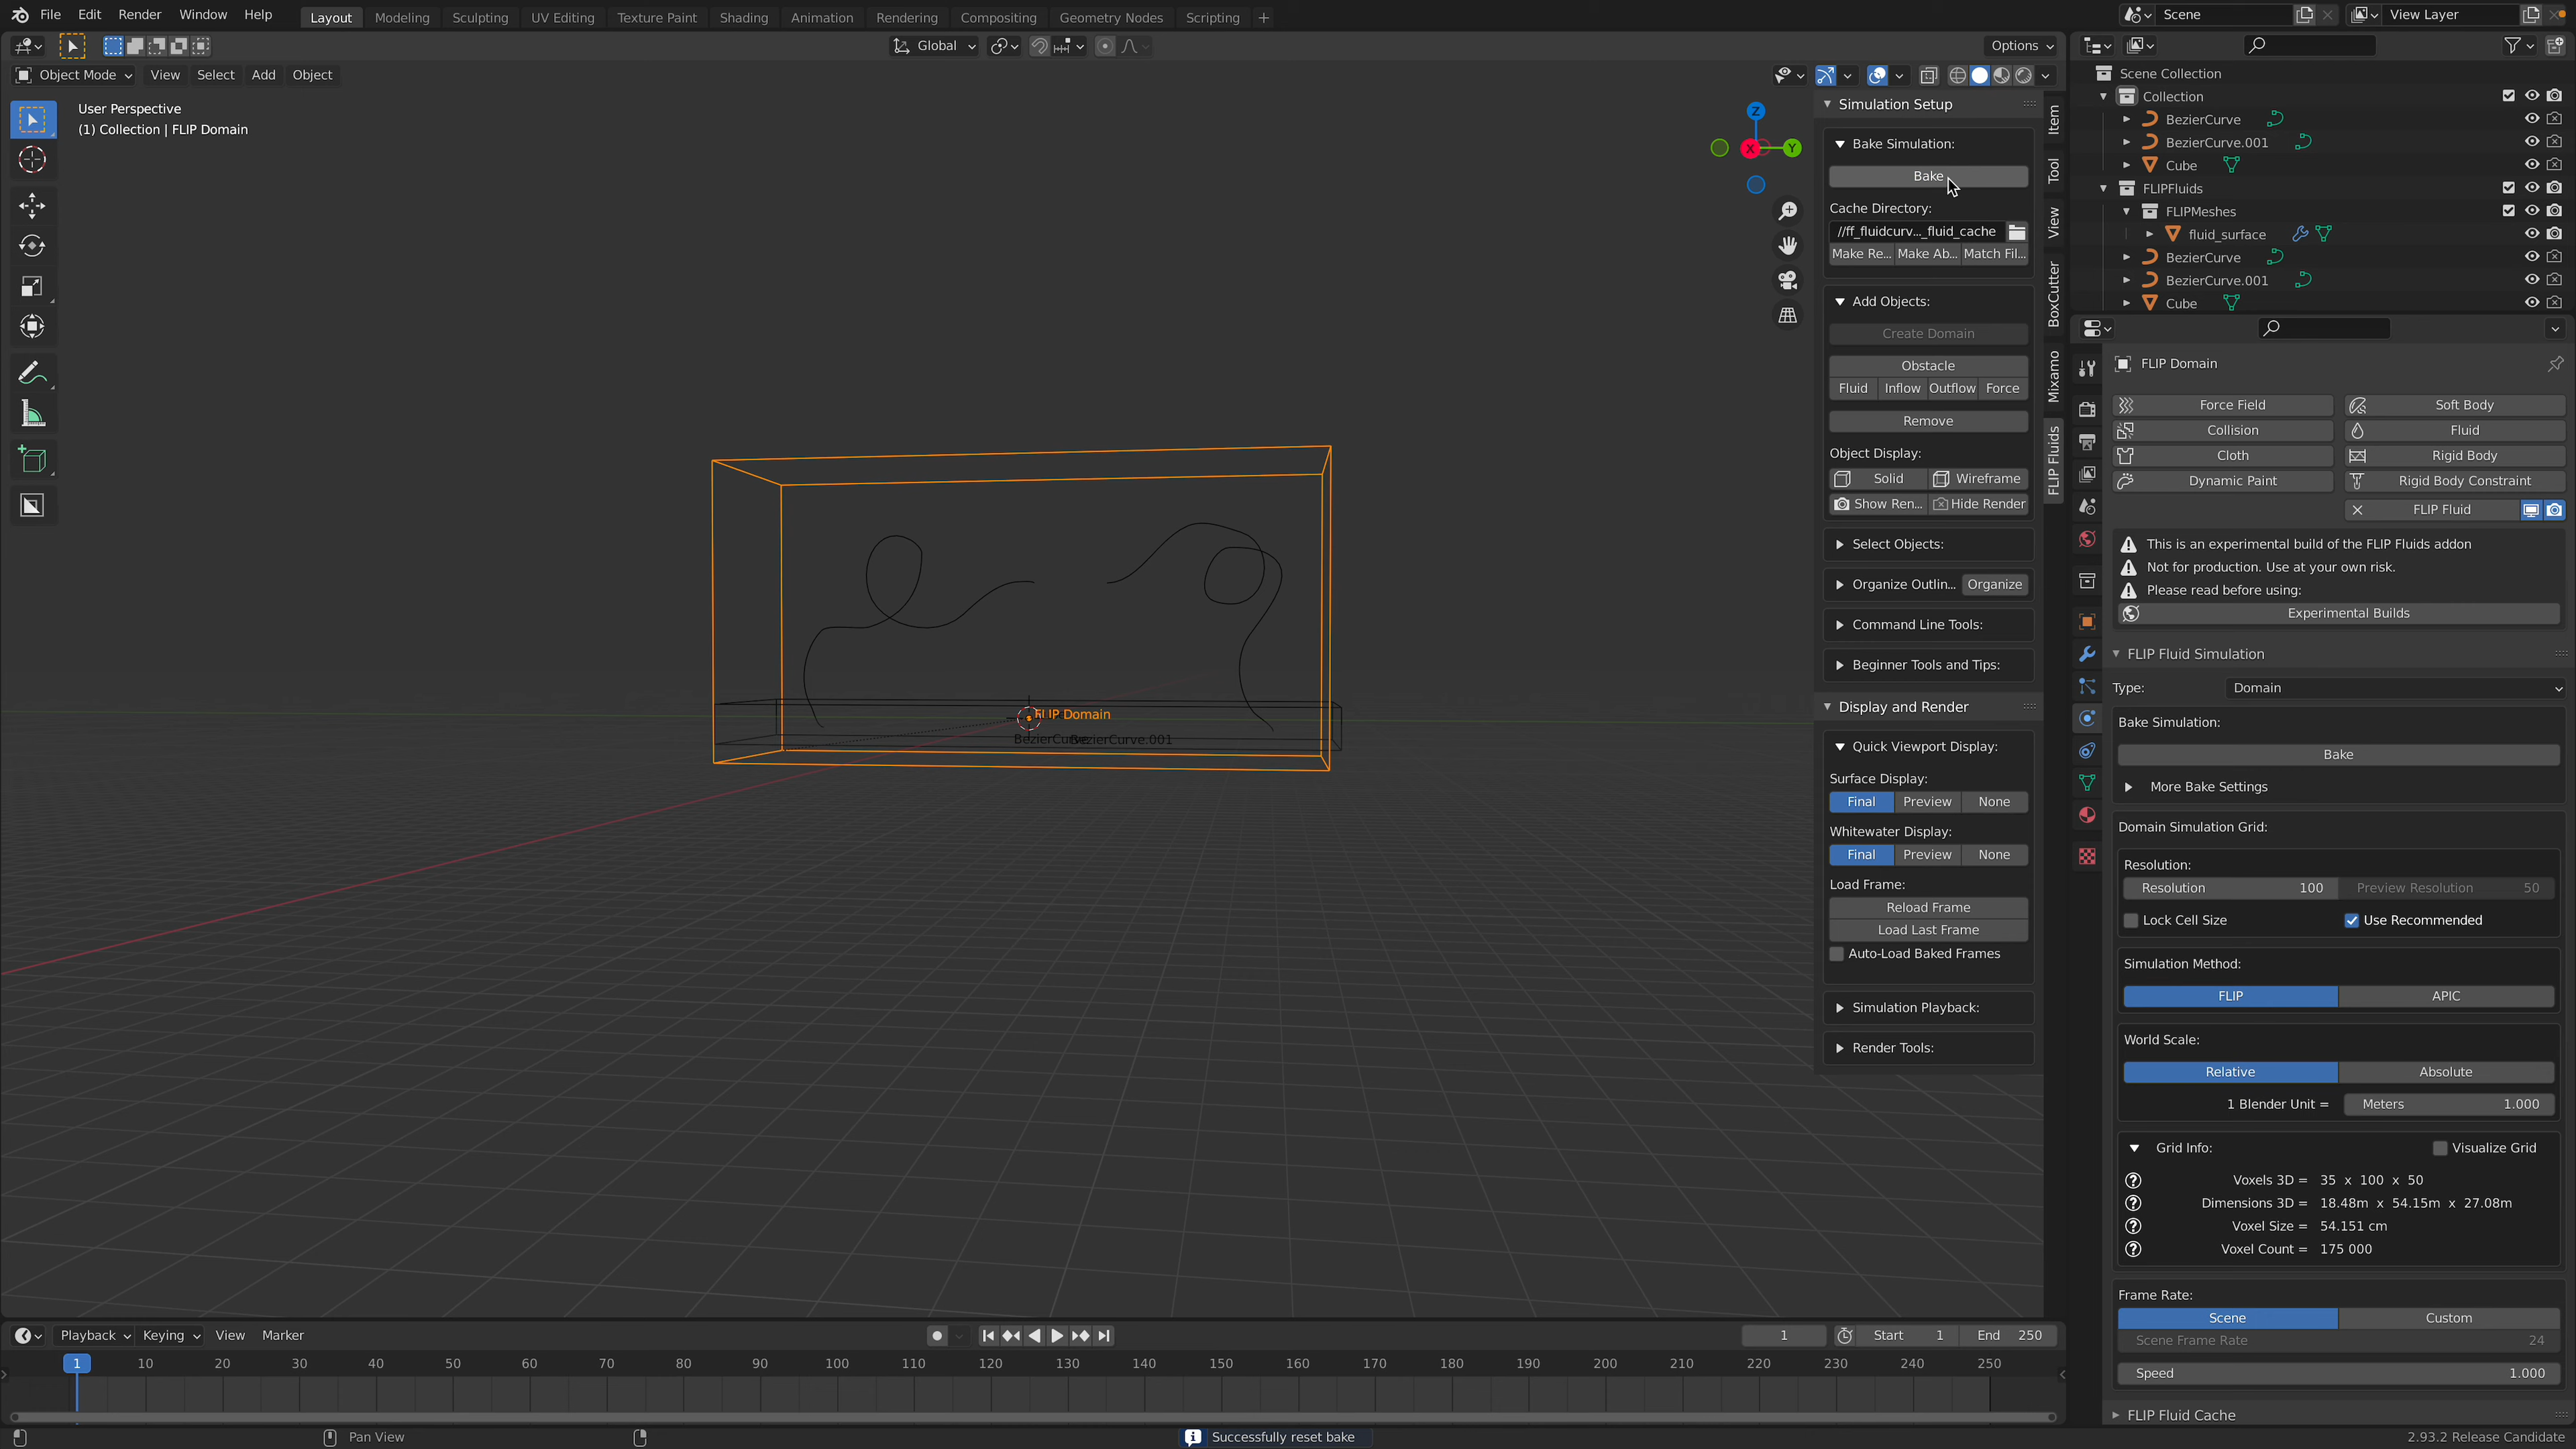 File Edit Render Window Help Layout Modeling Sculpting UV Editing Texture Paint Shading Animation Rendering Compositing Geometry Nodes Scripting Scene View Layer
Global Options
Object Mode View Select Add Object
User Perspective
(1) Collection | FLIP Domain
Z
X
Y
FLIP Domain
BezierCurve.001
Simulation Setup
Bake Simulation:
Bake
Cache Directory:
//ff_fluidcurv..._fluid_cache
Make Re... Make Ab... Match Fil...
Add Objects:
Create Domain
Obstacle
Fluid Inflow Outflow Force
Remove
Object Display:
Solid Wireframe
Show Ren... Hide Render
Select Objects:
Organize Outlin... Organize
Command Line Tools:
Beginner Tools and Tips:
Display and Render
Quick Viewport Display:
Surface Display:
Final Preview None
Whitewater Display:
Final Preview None
Load Frame:
Reload Frame
Load Last Frame
Auto-Load Baked Frames
Simulation Playback:
Render Tools:
Item
Tool
View
BoxCutter
Mixamo
FLIP Fluids
Scene Collection
Collection
BezierCurve
BezierCurve.001
Cube
FLIPFluids
FLIPMeshes
fluid_surface
BezierCurve
BezierCurve.001
Cube
FLIP Domain
Force Field Soft Body
Collision Fluid
Cloth Rigid Body
Dynamic Paint Rigid Body Constraint
FLIP Fluid
This is an experimental build of the FLIP Fluids addon
Not for production. Use at your own risk.
Please read before using:
Experimental Builds
FLIP Fluid Simulation
Type: Domain
Bake Simulation:
Bake
More Bake Settings
Domain Simulation Grid:
Resolution:
Resolution 100 Preview Resolution 50
Lock Cell Size Use Recommended
Simulation Method:
FLIP APIC
World Scale:
Relative Absolute
1 Blender Unit = Meters 1.000
Grid Info: Visualize Grid
Voxels 3D = 35 x 100 x 50
Dimensions 3D = 18.48m x 54.15m x 27.08m
Voxel Size = 54.151 cm
Voxel Count = 175 000
Frame Rate:
Scene Custom
Scene Frame Rate 24
Speed 1.000
FLIP Fluid Cache
Playback Keying View Marker 1 Start 1 End 250
1 10 20 30 40 50 60 70 80 90 100 110 120 130 140 150 160 170 180 190 200 210 220 230 240 250
Pan View Successfully reset bake 2.93.2 Release Candidate